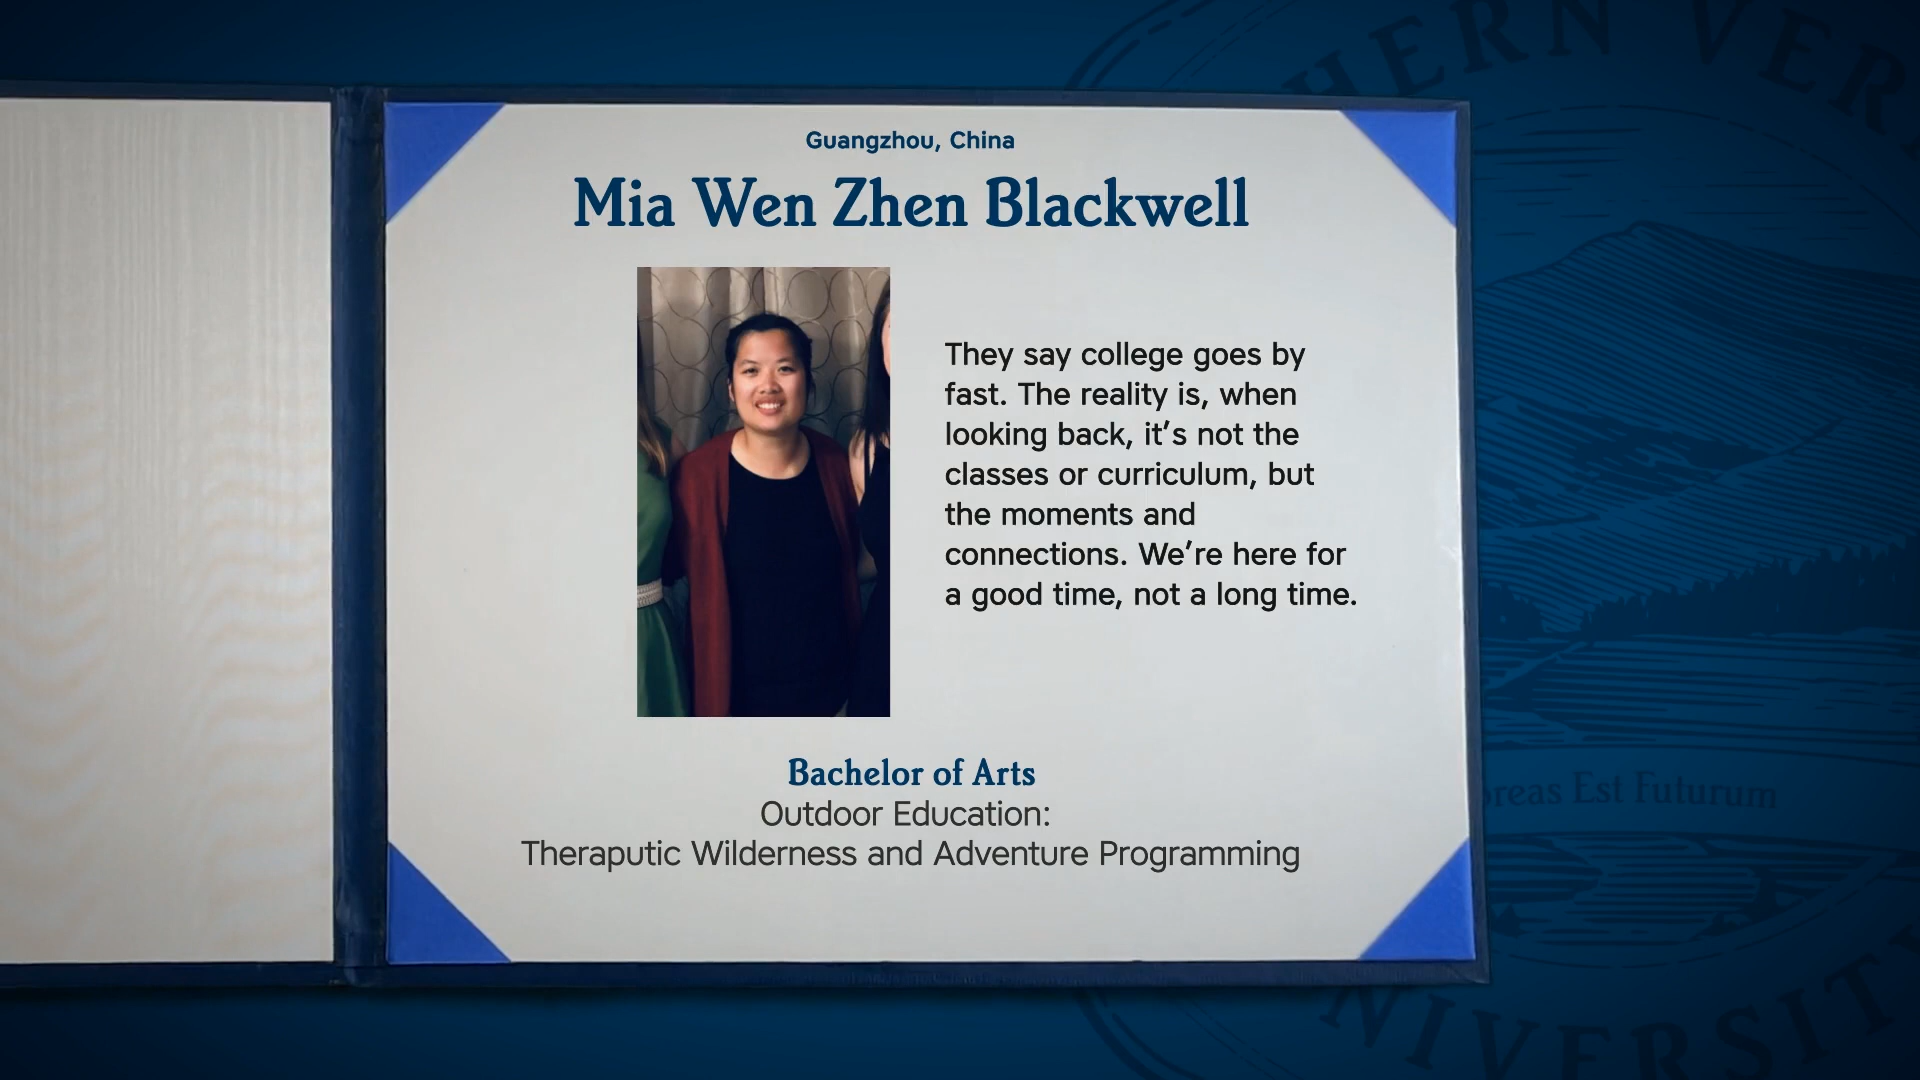 Guangzhou, China
Mia Wen Zhen Blackwell
They say college goes by
fast. The reality is, when
looking back, it's not the
classes or curriculum, but
the moments and
connections. We're here for
a good time, not a long time.
Bachelor of Arts
Outdoor Education:
Theraputic Wilderness and Adventure Programming
Est Futurum